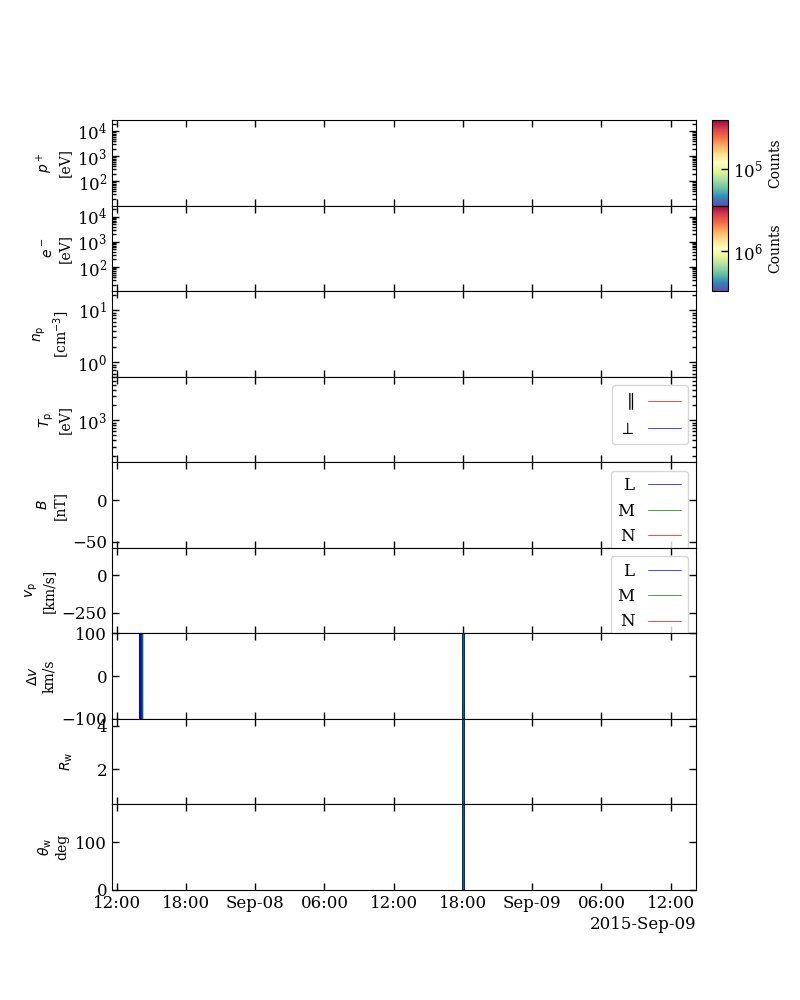 10⁴
10³
10²
p⁺
[eV]
10⁵
Counts
10⁴
10³
10²
e⁻
[eV]
10⁶
Counts
10¹
10⁰
nₚ
[cm⁻³]
10³
Tₚ
[eV]
∥
⊥
0
−50
B
[nT]
L
M
N
0
−250
vₚ
[km/s]
L
M
N
100
0
−100
Δv
km/s
4
2
R_w
100
0
θ_w
deg
12:00 18:00 Sep-08 06:00 12:00 18:00 Sep-09 06:00 12:00
2015-Sep-09